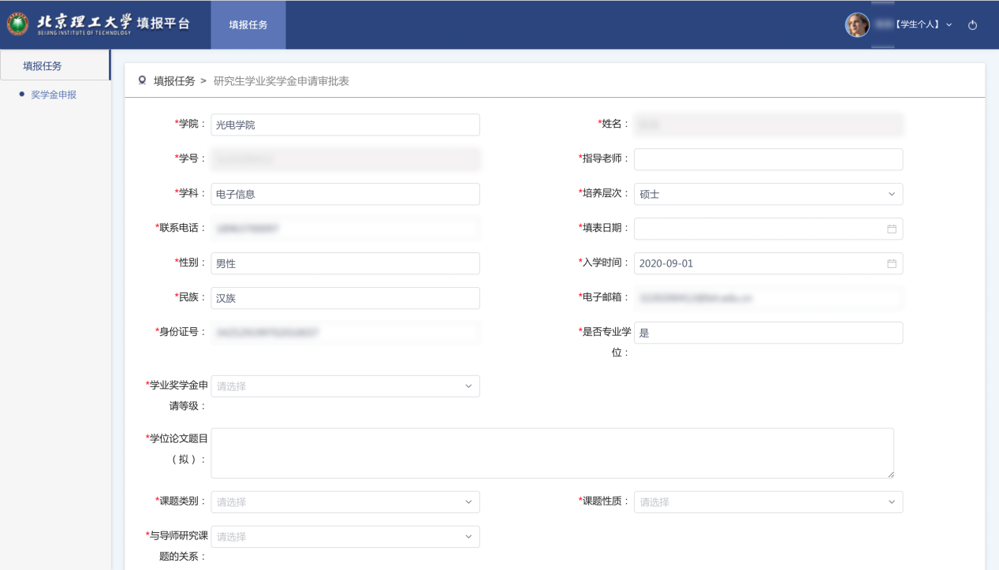 北京理工大学 填报平台
BEIJING INSTITUTE OF TECHNOLOGY
填报任务
【学生个人】
填报任务
奖学金申报
填报任务 > 研究生学业奖学金申请审批表
*学院： 光电学院
*姓名：
*学号：
*指导老师：
*学科： 电子信息
*培养层次： 硕士
*联系电话：
*填表日期：
*性别： 男性
*入学时间： 2020-09-01
*民族： 汉族
*电子邮箱：
*身份证号：
*是否专业学
位： 是
*学业奖学金申
请等级： 请选择
*学位论文题目
（拟）：
*课题类别： 请选择
*课题性质： 请选择
*与导师研究课
题的关系： 请选择